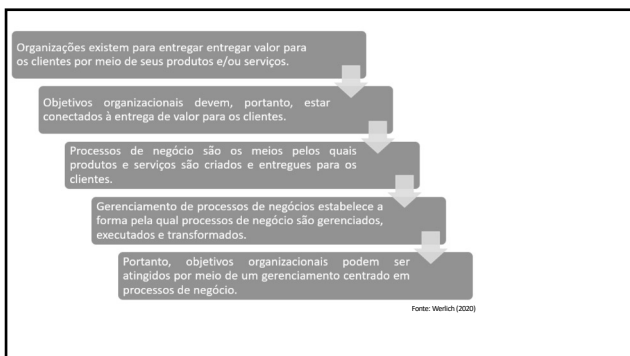 Organizações existem para entregar entregar valor para
os clientes por meio de seus produtos e/ou serviços.
Objetivos organizacionais devem, portanto, estar
conectados à entrega de valor para os clientes.
Processos de negócio são os meios pelos quais
produtos e serviços são criados e entregues para os
clientes.
Gerenciamento de processos de negócios estabelece a
forma pela qual processos de negócio são gerenciados,
executados e transformados.
Portanto, objetivos organizacionais podem ser
atingidos por meio de um gerenciamento centrado em
processos de negócio.
Fonte: Werlich (2020)